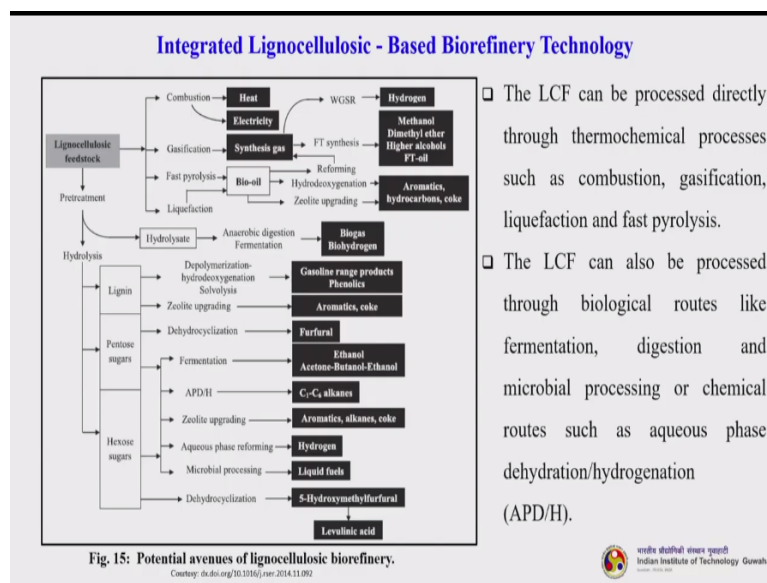 Integrated Lignocellulosic - Based Biorefinery Technology
Lignocellulosic
feedstock
Combustion
Heat
Electricity
WGSR
Hydrogen
Gasification
Synthesis gas
FT synthesis
Methanol
Dimethyl ether
Higher alcohols
FT-oil
Fast pyrolysis
Bio-oil
Reforming
Hydrodeoxygenation
Zeolite upgrading
Aromatics,
hydrocarbons, coke
Liquefaction
Pretreatment
Hydrolysate
Anaerobic digestion
Fermentation
Biogas
Biohydrogen
Hydrolysis
Lignin
Depolymerization-
hydrodeoxygenation
Solvolysis
Gasoline range products
Phenolics
Zeolite upgrading
Aromatics, coke
Pentose
sugars
Dehydrocyclization
Furfural
Fermentation
Ethanol
Acetone-Butanol-Ethanol
APD/H
C1-C6 alkanes
Zeolite upgrading
Aromatics, alkanes, coke
Hexose
sugars
Aqueous phase reforming
Hydrogen
Microbial processing
Liquid fuels
Dehydrocyclization
5-Hydroxymethylfurfural
Levulinic acid
Fig. 15: Potential avenues of lignocellulosic biorefinery.
Courtesy: dx.doi.org/10.1016/j.rser.2014.11.092
❑ The LCF can be processed directly
through thermochemical processes
such as combustion, gasification,
liquefaction and fast pyrolysis.
❑ The LCF can also be processed
through biological routes like
fermentation, digestion and
microbial processing or chemical
routes such as aqueous phase
dehydration/hydrogenation
(APD/H).
भारतीय प्रौद्योगिकी संस्थान गुवाहाटी
Indian Institute of Technology Guwah